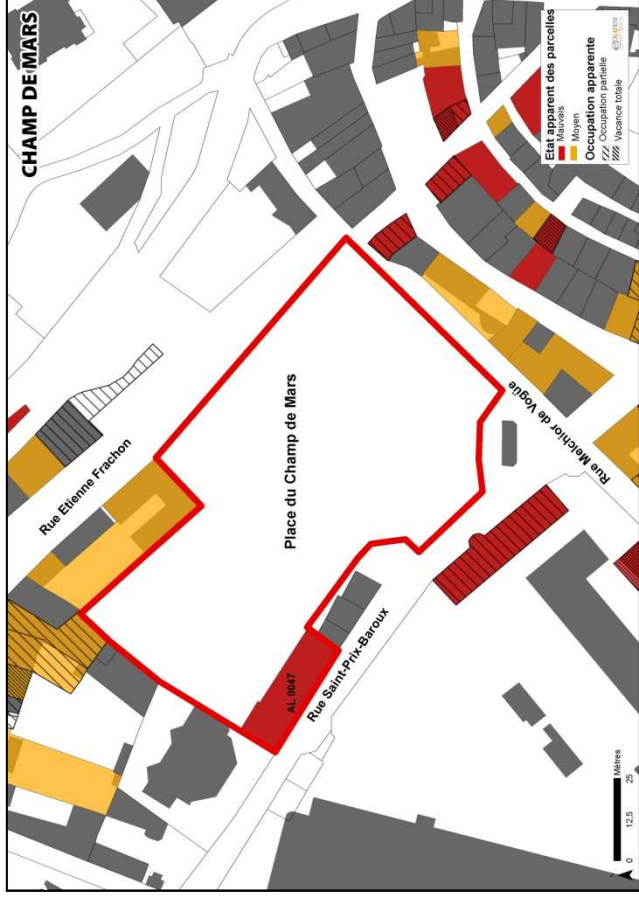 CHAMP DE MARS
Rue Etienne Frachon
Place du Champ de Mars
AL 0047
Rue Saint-Prix-Baroux
Rue Melchior de Vogüe
Etat apparent des parcelles
Mauvais
Moyen
Occupation apparente
Occupation partielle
Vacance totale
0 12,5 25
Mètres